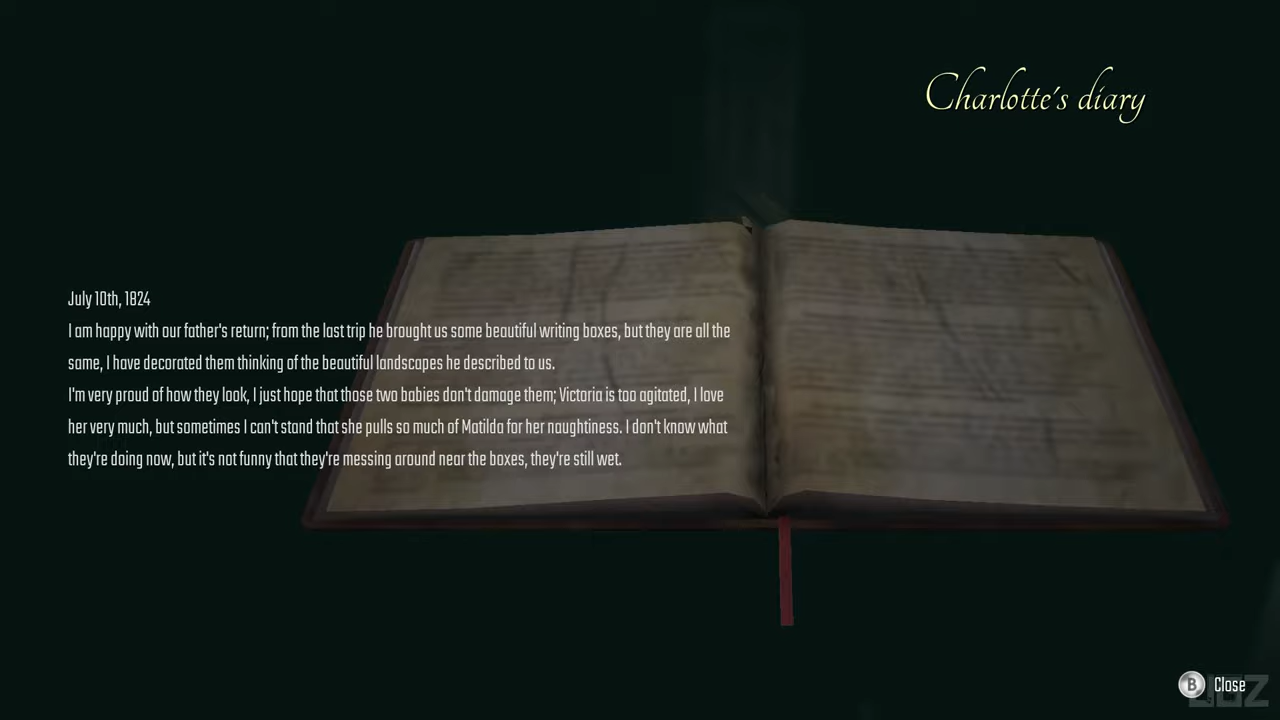 Charlotte's diary
July 10th, 1824
I am happy with our father's return; from the last trip he brought us some beautiful writing boxes, but they are all the
same, I have decorated them thinking of the beautiful landscapes he described to us.
I'm very proud of how they look, I just hope that those two babies don't damage them; Victoria is too agitated, I love
her very much, but sometimes I can't stand that she pulls so much of Matilda for her naughtiness. I don't know what
they're doing now, but it's not funny that they're messing around near the boxes, they're still wet.
B Close